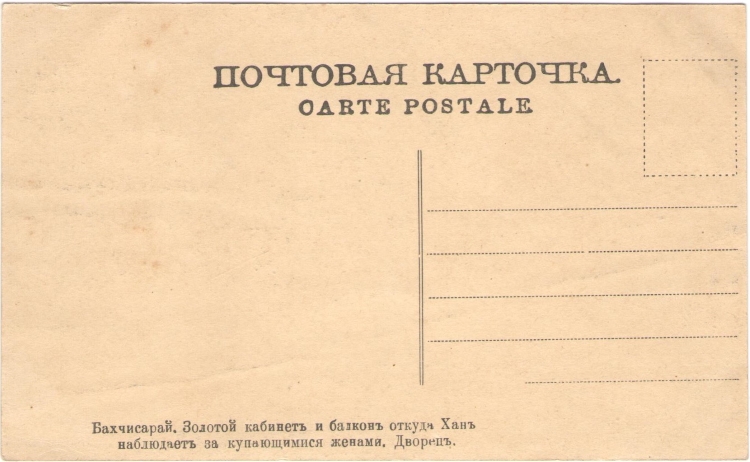 ПОЧТОВАЯ КАРТОЧКА.
CARTE POSTALE
Бахчисарай. Золотой кабинетъ и балконъ откуда Ханъ
наблюдаетъ за купающимися женами. Дворецъ.